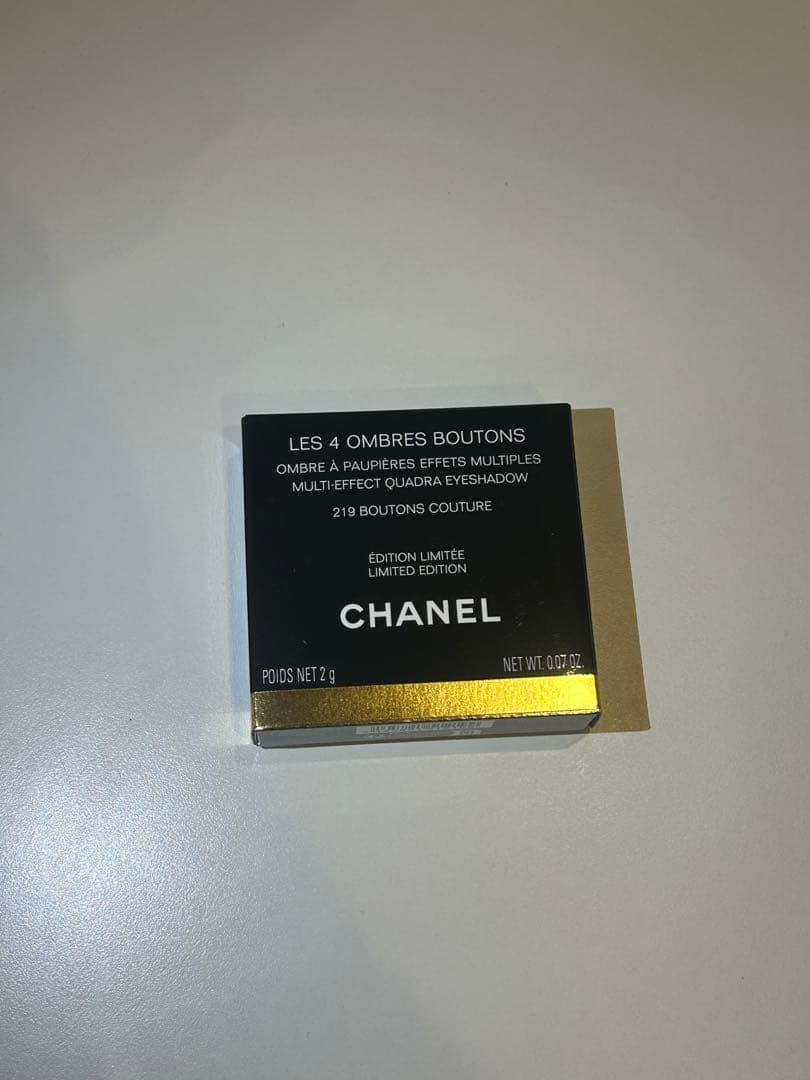 LES 4 OMBRES BOUTONS
OMBRE À PAUPIÈRES EFFETS MULTIPLES
MULTI-EFFECT QUADRA EYESHADOW
219 BOUTONS COUTURE
ÉDITION LIMITÉE
LIMITED EDITION
CHANEL
POIDS NET 2 g
NET WT. 0.07 OZ.